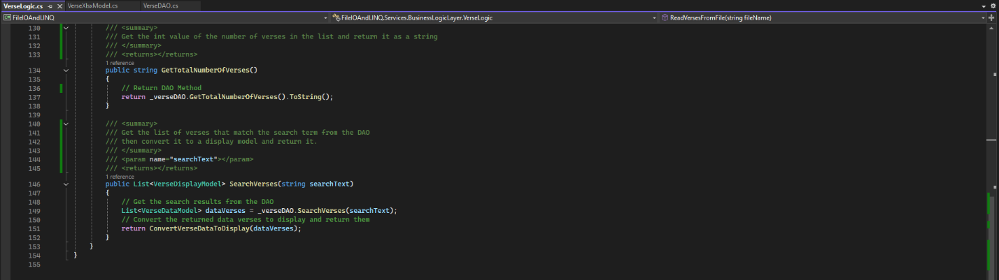 VerseLogic.cs VerseXlsxModel.cs VerseDAO.cs
FileIOAndLINQ FileIOAndLINQ.Services.BusinessLogicLayer.VerseLogic ReadVersesFromFile(string fileName)
130 /// <summary>
131 /// Get the int value of the number of verses in the list and return it as a string
132 /// </summary>
133 /// <returns></returns>
1 reference
134 public string GetTotalNumberOfVerses()
135 {
136 // Return DAO Method
137 return _verseDAO.GetTotalNumberOfVerses().ToString();
138 }
139
140 /// <summary>
141 /// Get the list of verses that match the search term from the DAO
142 /// then convert it to a display model and return it.
143 /// </summary>
144 /// <param name="searchText"></param>
145 /// <returns></returns>
1 reference
146 public List<VerseDisplayModel> SearchVerses(string searchText)
147 {
148 // Get the search results from the DAO
149 List<VerseDataModel> dataVerses = _verseDAO.SearchVerses(searchText);
150 // Convert the returned data verses to display and return them
151 return ConvertVerseDataToDisplay(dataVerses);
152 }
153 }
154 }
155